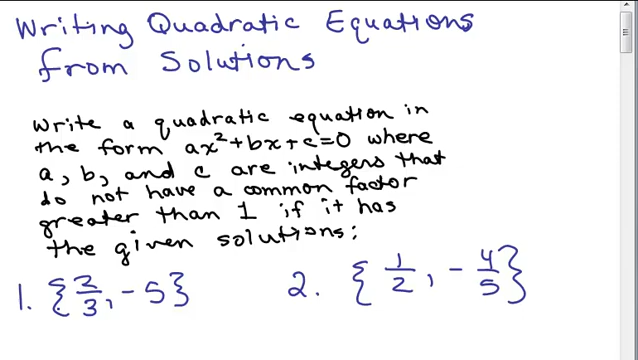 Writing Quadratic Equations
from Solutions
Write a quadratic equation in
the form ax²+bx+c=0 where
a, b, and c are integers that
do not have a common factor
greater than 1 if it has
the given solutions:
1. {2/3, -5} 2. {1/2, -4/5}